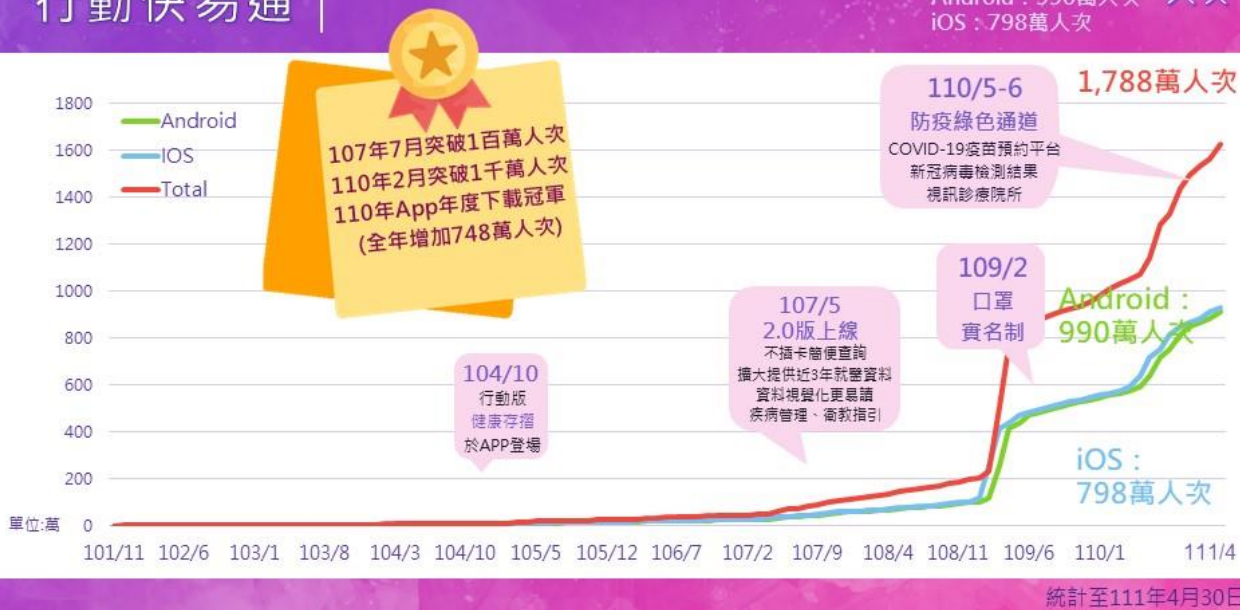 行動快易通
Android：990萬人次
iOS：798萬人次
107年7月突破1百萬人次
110年2月突破1千萬人次
110年App年度下載冠軍
(全年增加748萬人次)
Android
IOS
Total
1800
1600
1400
1200
1000
800
600
400
200
0
單位:萬
104/10
行動版
健康存摺
於APP登場
107/5
2.0版上線
不插卡簡便查詢
擴大提供近3年就醫資料
資料視覺化更易讀
疾病管理、衛教指引
109/2
口罩
實名制
110/5-6
防疫綠色通道
COVID-19疫苗預約平台
新冠病毒檢測結果
視訊診療院所
1,788萬人次
Android：
990萬人次
iOS：
798萬人次
101/11 102/6 103/1 103/8 104/3 104/10 105/5 105/12 106/7 107/2 107/9 108/4 108/11 109/6 110/1 111/4
統計至111年4月30日